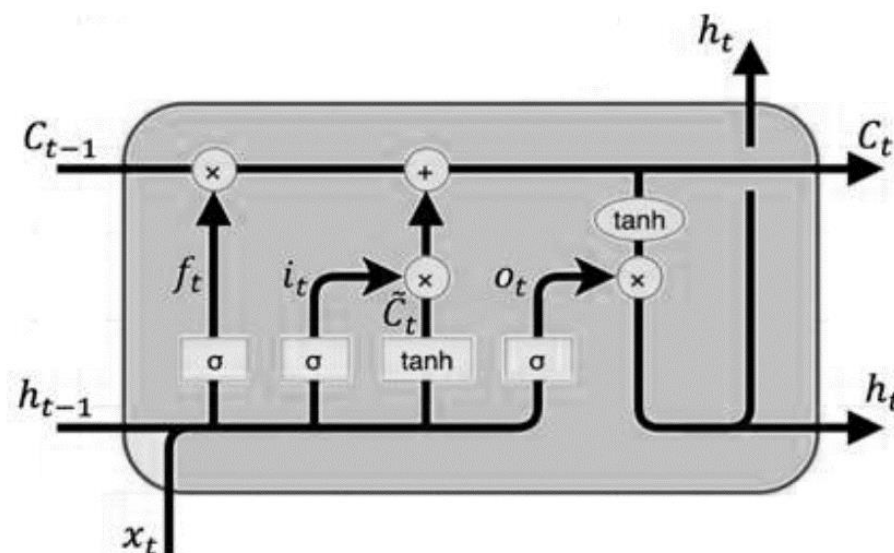 h_t
C_{t-1} × + C_t
tanh
f_t i_t × o_t ×
C̃_t
σ σ tanh σ
h_{t-1} h_t
x_t